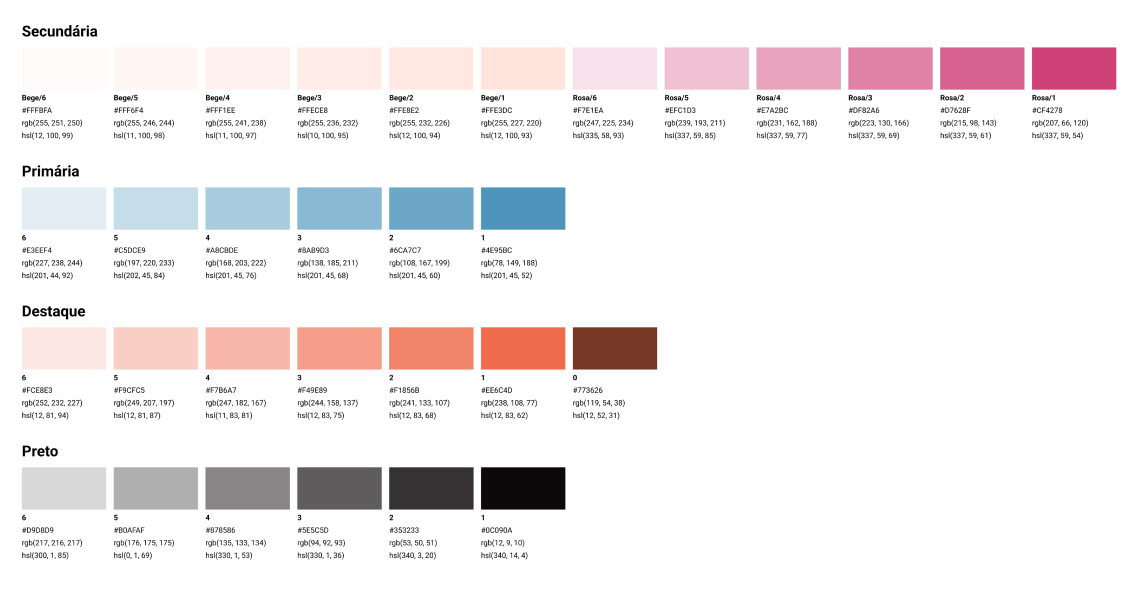 Secundária
Bege/6 Bege/5 Bege/4 Bege/3 Bege/2 Bege/1 Rosa/6 Rosa/5 Rosa/4 Rosa/3 Rosa/2 Rosa/1
#FFFBFA #FFF6F4 #FFF1EE #FFECE8 #FFE8E2 #FFE3DC #F7E1EA #EFC1D3 #E7A2BC #DF82A6 #D7628F #CF4278
rgb(255, 251, 250) rgb(255, 246, 244) rgb(255, 241, 238) rgb(255, 236, 232) rgb(255, 232, 226) rgb(255, 227, 220) rgb(247, 225, 234) rgb(239, 193, 211) rgb(231, 162, 188) rgb(223, 130, 166) rgb(215, 98, 143) rgb(207, 66, 120)
hsl(12, 100, 99) hsl(11, 100, 98) hsl(11, 100, 97) hsl(10, 100, 95) hsl(12, 100, 94) hsl(12, 100, 93) hsl(335, 58, 93) hsl(337, 59, 85) hsl(337, 59, 77) hsl(337, 59, 69) hsl(337, 59, 61) hsl(337, 59, 54)
Primária
6 5 4 3 2 1
#E3EEF4 #C5DCE9 #A8CBDE #8AB9D3 #6CA7C7 #4E95BC
rgb(227, 238, 244) rgb(197, 220, 233) rgb(168, 203, 222) rgb(138, 185, 211) rgb(108, 167, 199) rgb(78, 149, 188)
hsl(201, 44, 92) hsl(202, 45, 84) hsl(201, 45, 76) hsl(201, 45, 68) hsl(201, 45, 60) hsl(201, 45, 52)
Destaque
6 5 4 3 2 1 0
#FCE8E3 #F9CFC5 #F7B6A7 #F49E89 #F1856B #EE6C4D #773626
rgb(252, 232, 227) rgb(249, 207, 197) rgb(247, 182, 167) rgb(244, 158, 137) rgb(241, 133, 107) rgb(238, 108, 77) rgb(119, 54, 38)
hsl(12, 81, 94) hsl(12, 81, 87) hsl(11, 83, 81) hsl(12, 83, 75) hsl(12, 83, 68) hsl(12, 83, 62) hsl(12, 52, 31)
Preto
6 5 4 3 2 1
#D9D8D9 #B0AFAF #878586 #5E5C5D #353233 #0C090A
rgb(217, 216, 217) rgb(176, 175, 175) rgb(135, 133, 134) rgb(94, 92, 93) rgb(53, 50, 51) rgb(12, 9, 10)
hsl(300, 1, 85) hsl(0, 1, 69) hsl(330, 1, 53) hsl(330, 1, 36) hsl(340, 3, 20) hsl(340, 14, 4)